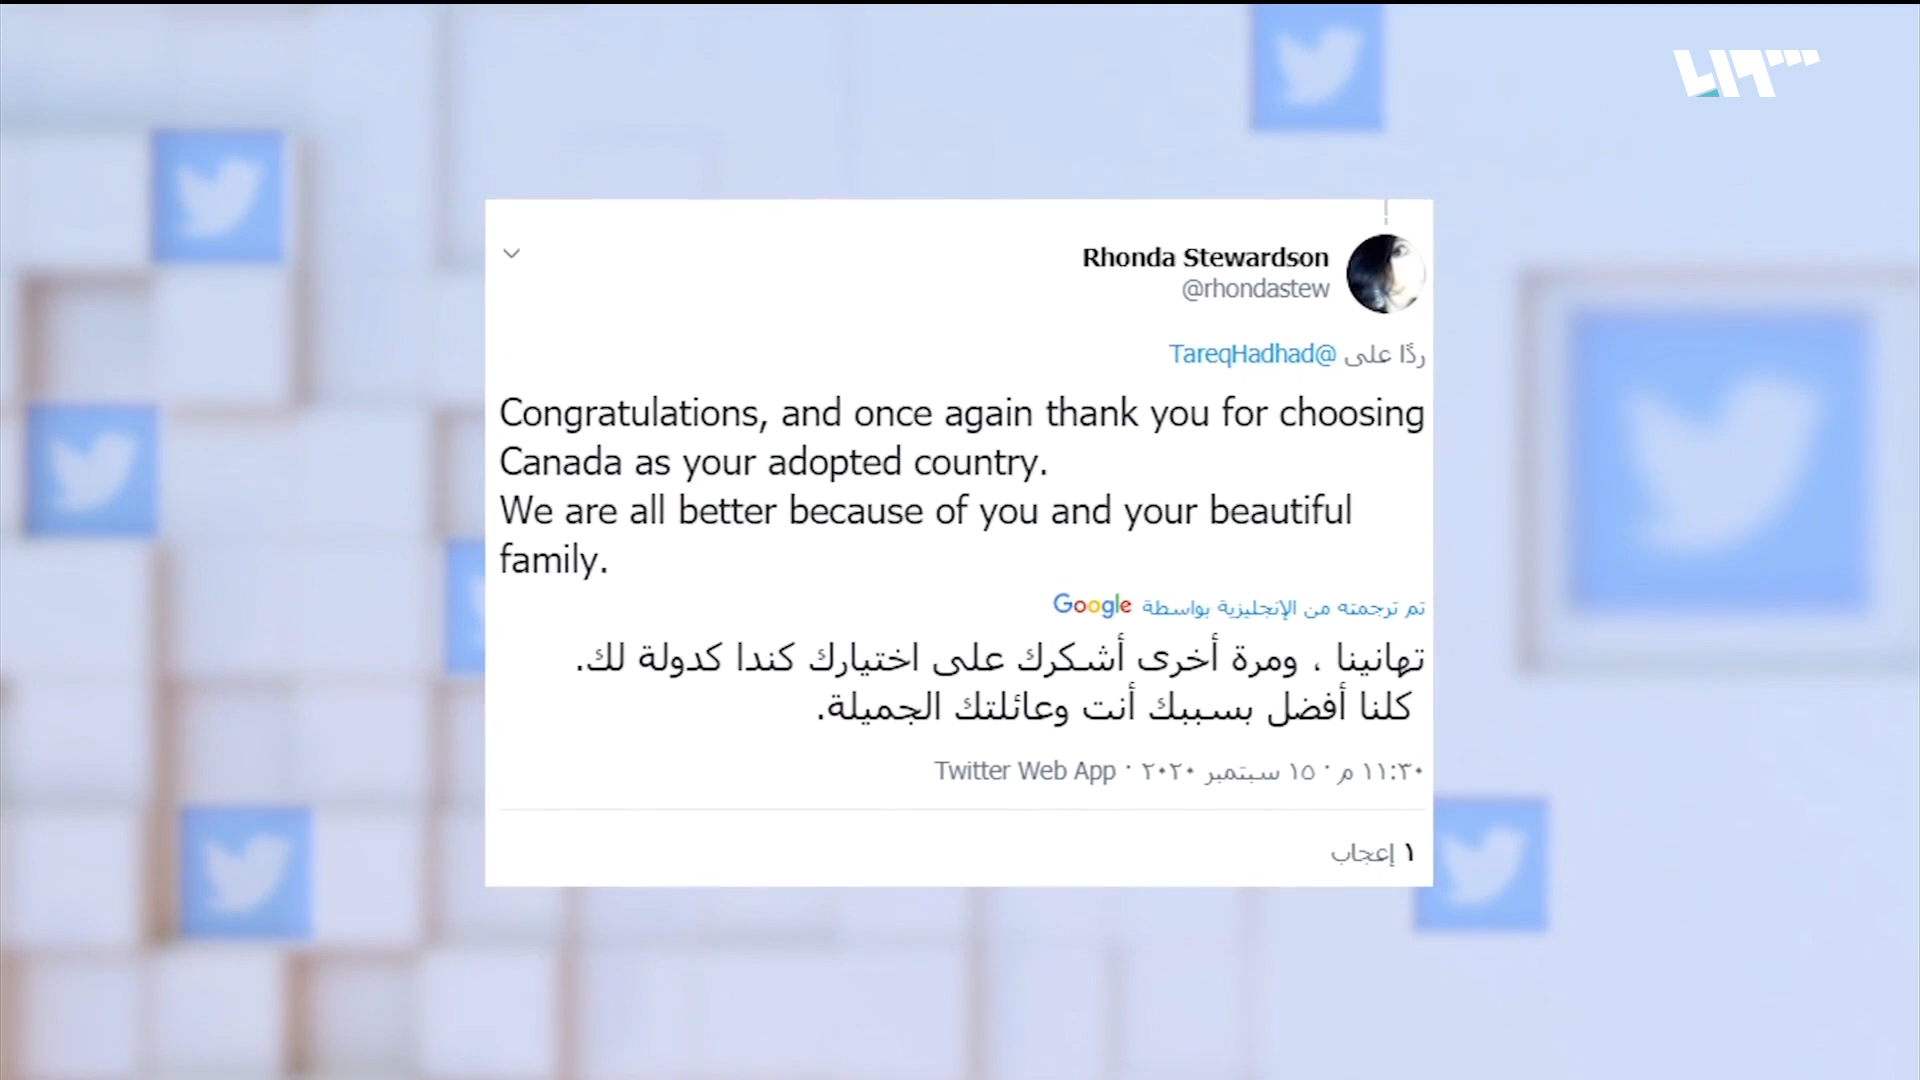 Rhonda Stewardson
@rhondastew
ردًا على @TareqHadhad
Congratulations, and once again thank you for choosing
Canada as your adopted country.
We are all better because of you and your beautiful
family.
تم ترجمته من الإنجليزية بواسطة Google
تهانينا ، ومرة أخرى أشكرك على اختيارك كندا كدولة لك.
كلنا أفضل بسببك أنت وعائلتك الجميلة.
١١:٣٠ م · ١٥ سبتمبر ٢٠٢٠ · Twitter Web App
١ إعجاب